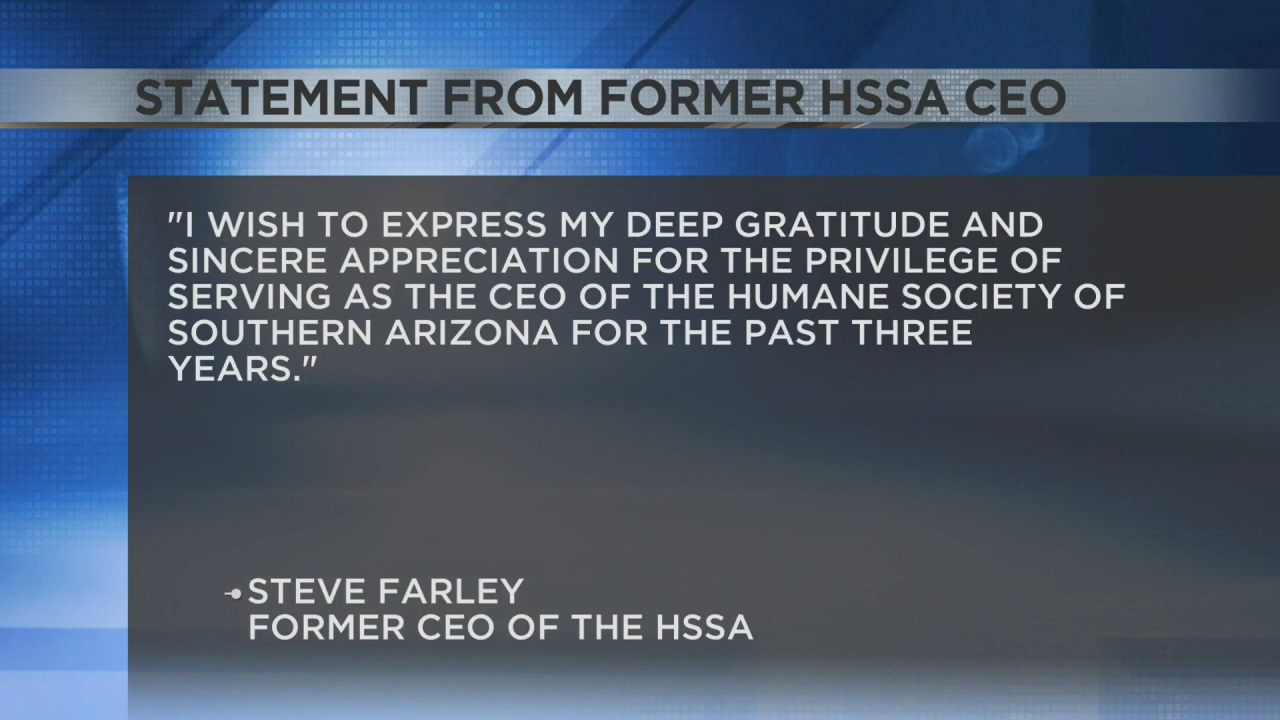 STATEMENT FROM FORMER HSSA CEO
"I WISH TO EXPRESS MY DEEP GRATITUDE AND
SINCERE APPRECIATION FOR THE PRIVILEGE OF
SERVING AS THE CEO OF THE HUMANE SOCIETY OF
SOUTHERN ARIZONA FOR THE PAST THREE
YEARS."
STEVE FARLEY
FORMER CEO OF THE HSSA